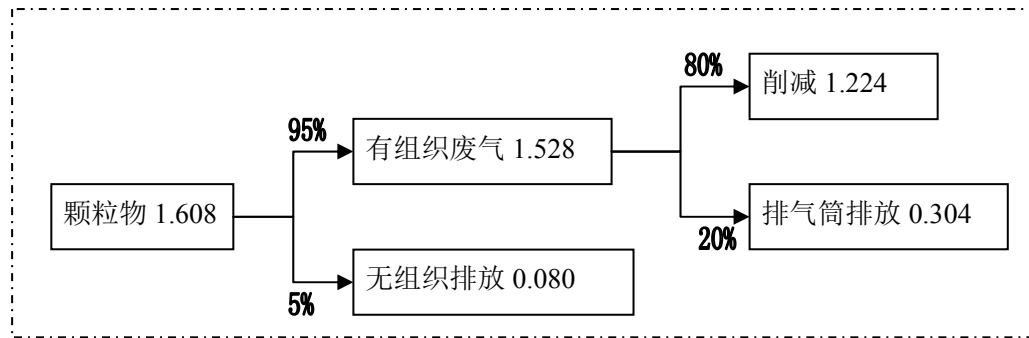 颗粒物 1.608
95%
有组织废气 1.528
5%
无组织排放 0.080
80%
削减 1.224
20%
排气筒排放 0.304